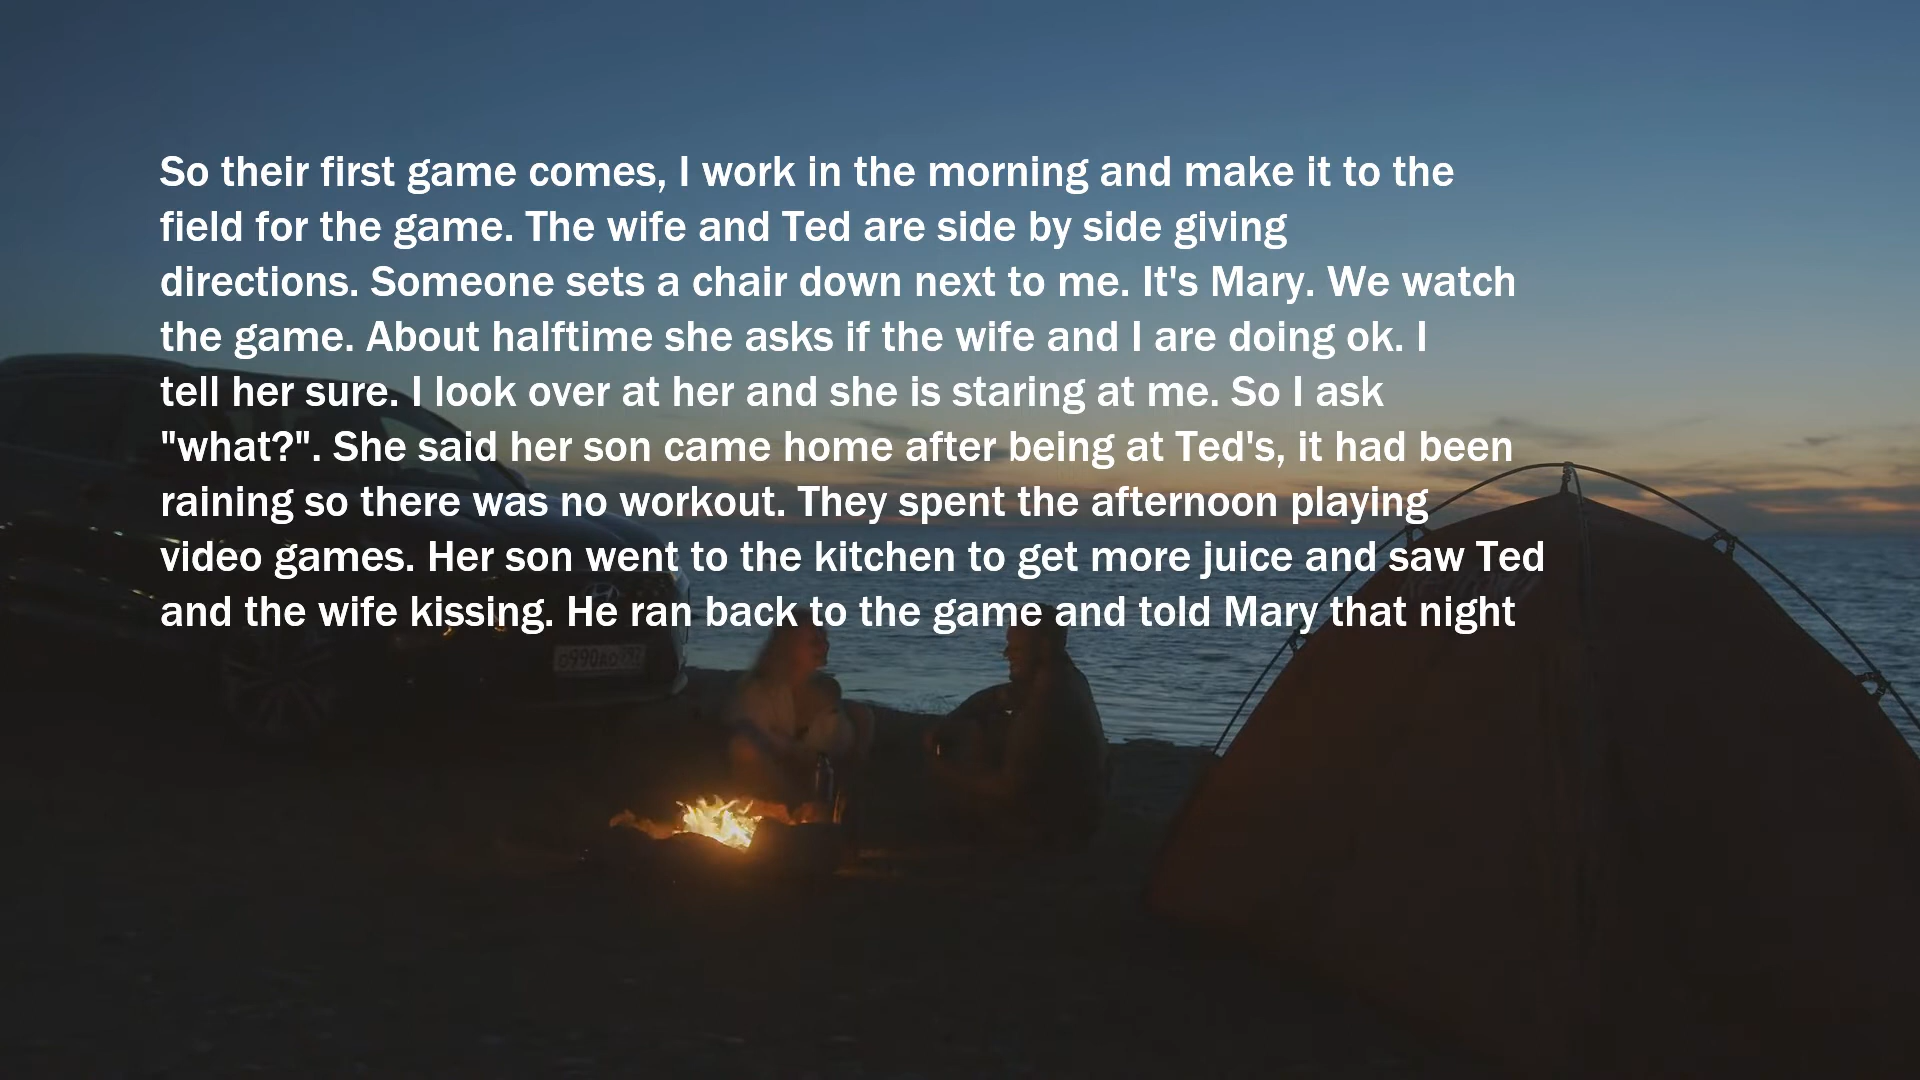 So their first game comes, I work in the morning and make it to the
field for the game. The wife and Ted are side by side giving
directions. Someone sets a chair down next to me. It's Mary. We watch
the game. About halftime she asks if the wife and I are doing ok. I
tell her sure. I look over at her and she is staring at me. So I ask
"what?". She said her son came home after being at Ted's, it had been
raining so there was no workout. They spent the afternoon playing
video games. Her son went to the kitchen to get more juice and saw Ted
and the wife kissing. He ran back to the game and told Mary that night